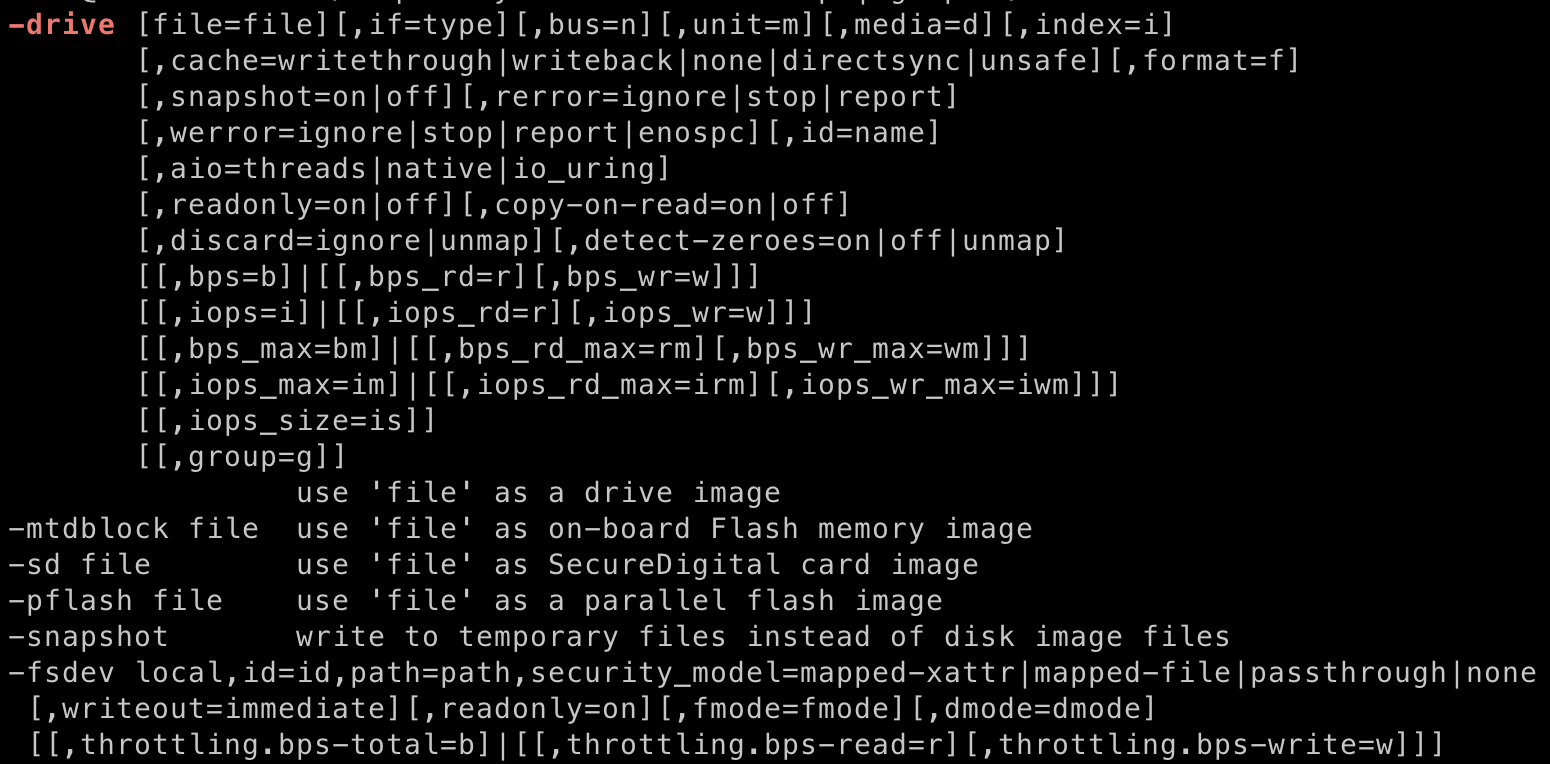 -drive [file=file][,if=type][,bus=n][,unit=m][,media=d][,index=i]
       [,cache=writethrough|writeback|none|directsync|unsafe][,format=f]
       [,snapshot=on|off][,rerror=ignore|stop|report]
       [,werror=ignore|stop|report|enospc][,id=name]
       [,aio=threads|native|io_uring]
       [,readonly=on|off][,copy-on-read=on|off]
       [,discard=ignore|unmap][,detect-zeroes=on|off|unmap]
       [[,bps=b]|[[,bps_rd=r][,bps_wr=w]]]
       [[,iops=i]|[[,iops_rd=r][,iops_wr=w]]]
       [[,bps_max=bm]|[[,bps_rd_max=rm][,bps_wr_max=wm]]]
       [[,iops_max=im]|[[,iops_rd_max=irm][,iops_wr_max=iwm]]]
       [[,iops_size=is]]
       [[,group=g]]
                use 'file' as a drive image
-mtdblock file  use 'file' as on-board Flash memory image
-sd file        use 'file' as SecureDigital card image
-pflash file    use 'file' as a parallel flash image
-snapshot       write to temporary files instead of disk image files
-fsdev local,id=id,path=path,security_model=mapped-xattr|mapped-file|passthrough|none
 [,writeout=immediate][,readonly=on][,fmode=fmode][,dmode=dmode]
 [[,throttling.bps-total=b]|[[,throttling.bps-read=r][,throttling.bps-write=w]]]